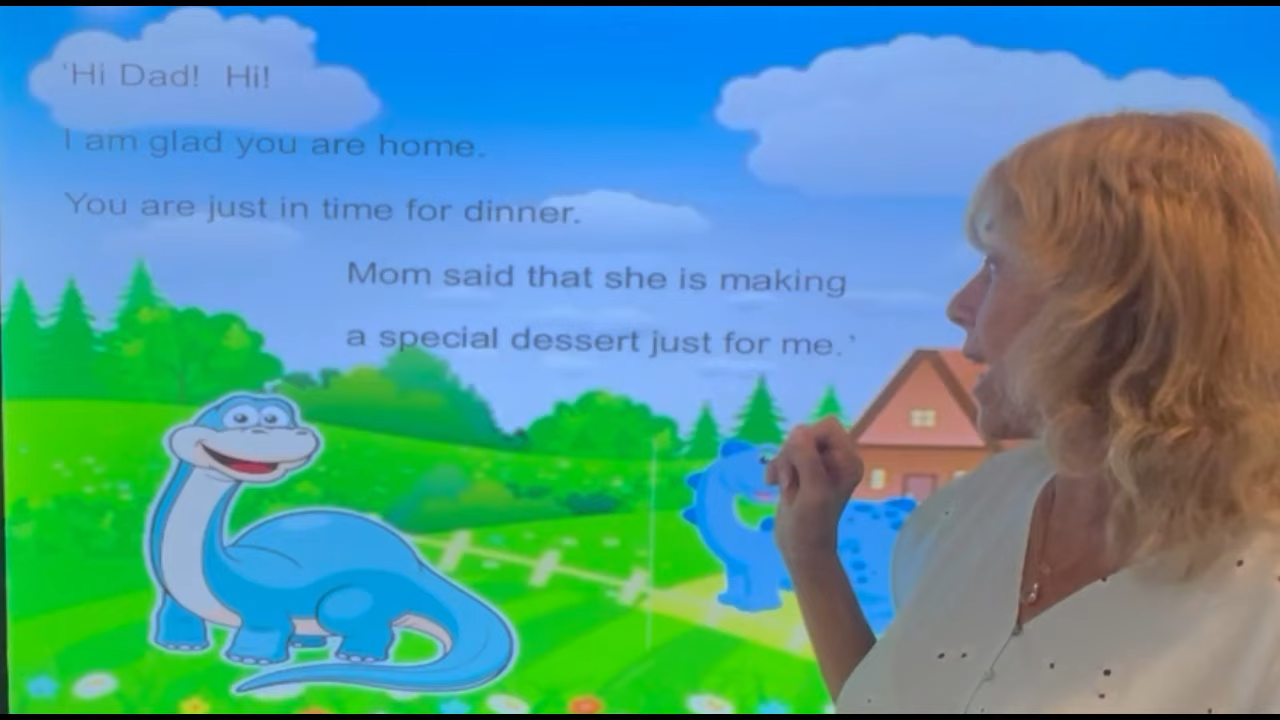 'Hi Dad!  Hi!
I am glad you are home.
You are just in time for dinner.
Mom said that she is making
a special dessert just for me.'